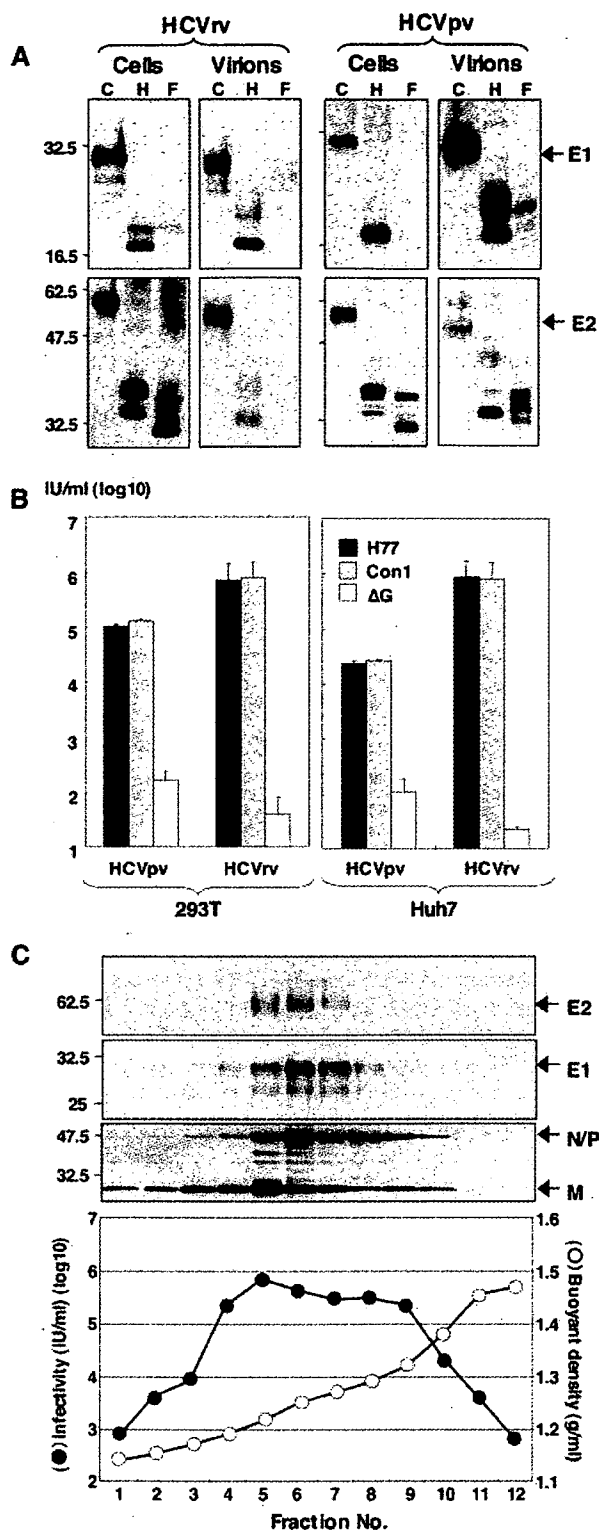 HCVrv HCVpv
A
Cells Virions Cells Virions
C H F C H F C H F C H F
32.5
E1
16.5
62.5
E2
47.5
32.5
B
IU/ml (log10)
7
6
5
4
3
2
1
H77
Con1
ΔG
HCVpv HCVrv HCVpv HCVrv
293T Huh7
C
62.5
E2
32.5
E1
25
47.5
N/P
32.5
M
(●) Infectivity (IU/ml) (log10)
7
6
5
4
3
2
(○) Buoyant density (g/ml)
1.6
1.5
1.4
1.3
1.2
1.1
1 2 3 4 5 6 7 8 9 10 11 12
Fraction No.